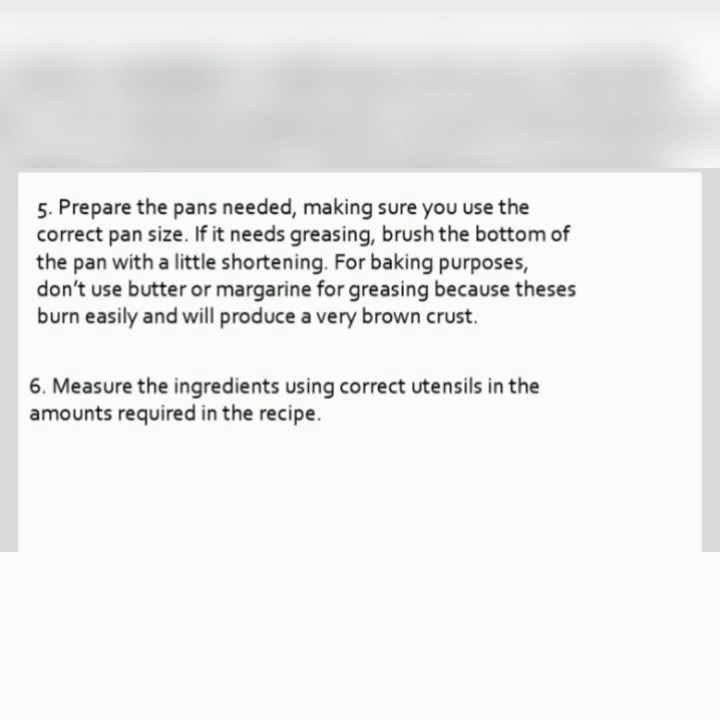 5. Prepare the pans needed, making sure you use the
correct pan size. If it needs greasing, brush the bottom of
the pan with a little shortening. For baking purposes,
don't use butter or margarine for greasing because theses
burn easily and will produce a very brown crust.
6. Measure the ingredients using correct utensils in the
amounts required in the recipe.